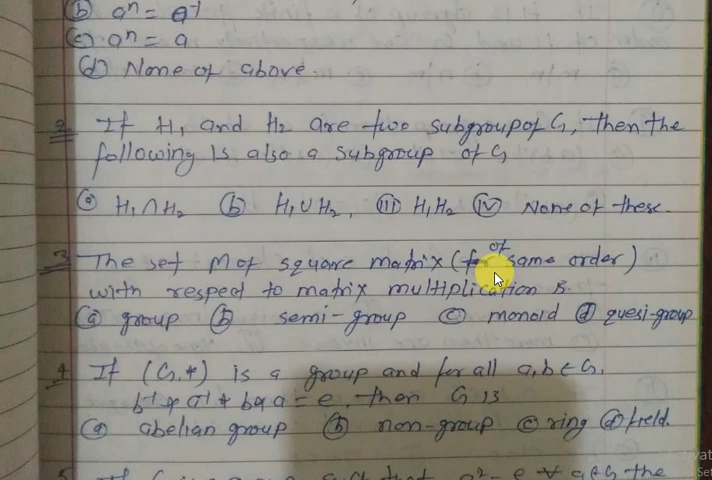 (b) aⁿ = a⁻¹
(c) aⁿ = a
(d) None of above.
2 If H₁ and H₂ are two subgroup of G, then the
following is also a subgroup of G
(a) H₁∩H₂ (b) H₁∪H₂, (iii) H₁H₂ (iv) None of these.
3 The set M of square matrix (of same order)
with respect to matrix multiplication is.
(a) group (b) semi-group (c) monoid (d) quesi-group
4 If (G,*) is a group and for all a,b ∈ G.
b⁻¹*a⁻¹*b*a = e, then G is
(a) abelian group (b) non-group (c) ring (d) field.
5